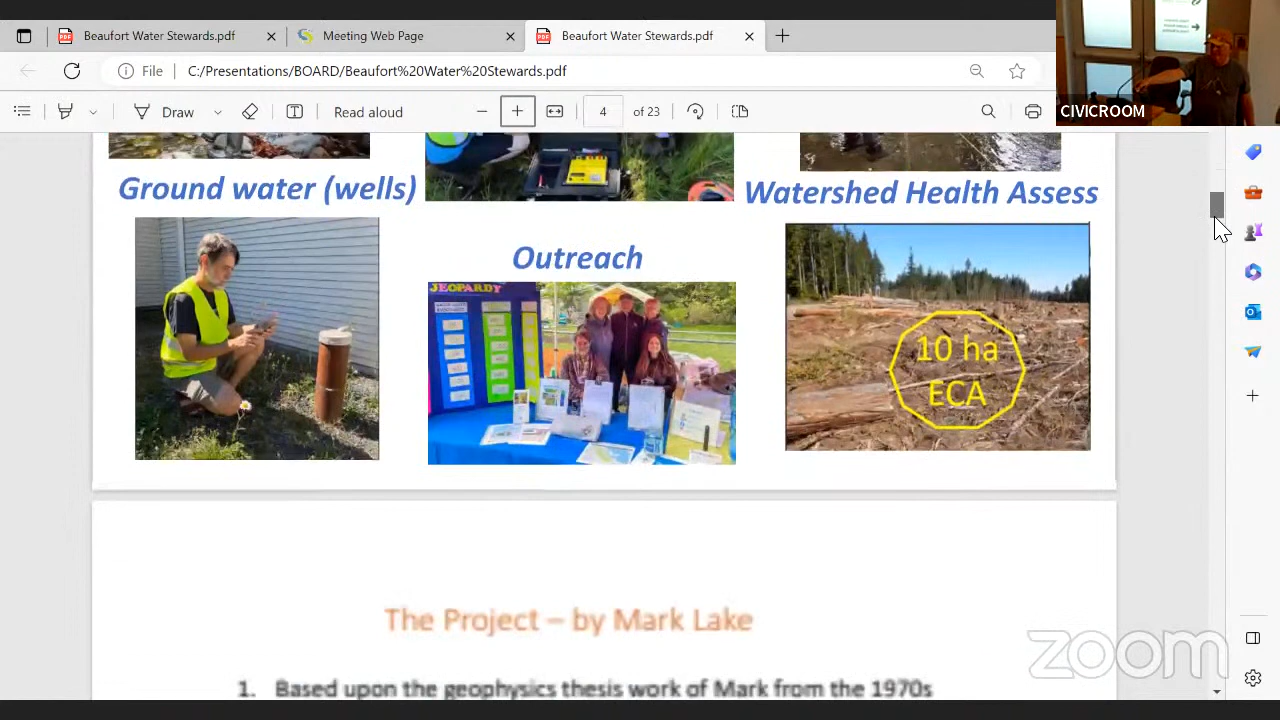 Beaufort Water Stewards.pdf
Meeting Web Page
Beaufort Water Stewards.pdf
File
C:/Presentations/BOARD/Beaufort%20Water%20Stewards.pdf
Draw
Read aloud
4
of 23
CIVICROOM
Ground water (wells)
Watershed Health Assess
Outreach
JEOPARDY
10 ha
ECA
The Project – by Mark Lake
1. Based upon the geophysics thesis work of Mark from the 1970s
zoom